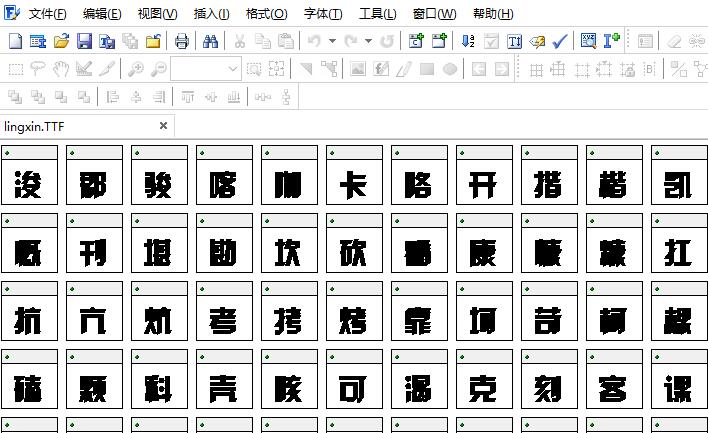 文件(F) 编辑(E) 视图(V) 插入(I) 格式(O) 字体(T) 工具(L) 窗口(W) 帮助(H)
lingxin.TTF
浚 郡 骏 喀 咖 卡 咯 开 揩 楷 凯
慨 刊 堪 勘 坎 砍 看 康 慷 糠 扛
抗 亢 炕 考 拷 烤 靠 坷 苛 柯 棵
磕 颗 科 壳 咳 可 渴 克 刻 客 课